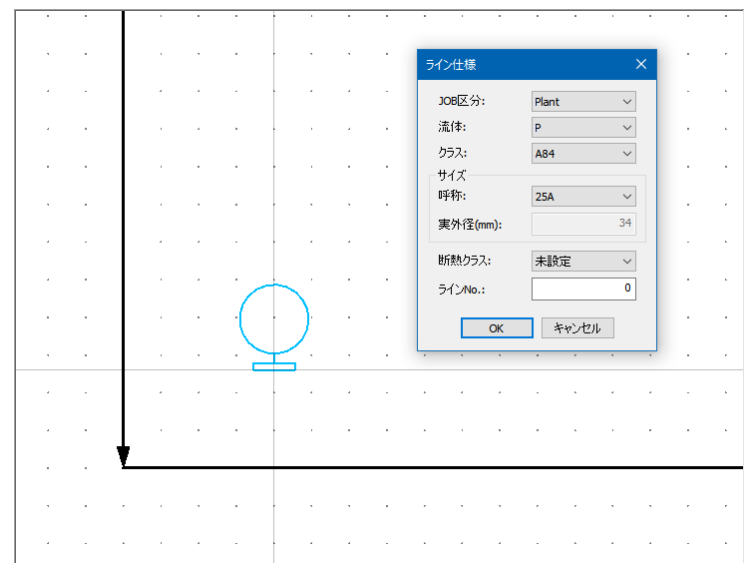 ライン仕様
JOB区分: Plant
流体: P
クラス: A84
サイズ
呼称: 25A
実外径(mm): 34
断熱クラス: 未設定
ラインNo.: 0
OK キャンセル